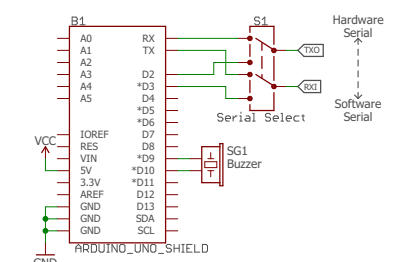 B1
S1
Hardware
Serial
A0
A1
A2
A3
A4
A5
IOREF
RES
VIN
5V
3.3V
AREF
GND
GND
GND
RX
TX
D2
*D3
D4
*D5
*D6
D7
D8
*D9
*D10
*D11
D12
D13
SDA
SCL
TXO
RXI
Software
Serial
Serial Select
VCC
SG1
Buzzer
ARDUINO_UNO_SHIELD
GND